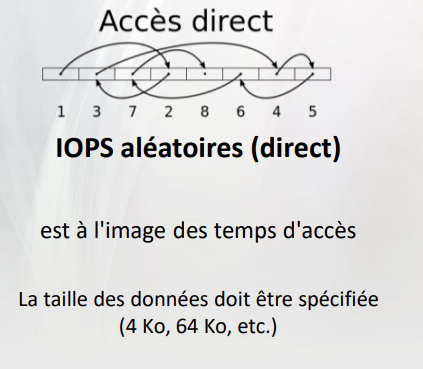 Accès direct
1 3 7 2 8 6 4 5
IOPS aléatoires (direct)
est à l'image des temps d'accès
La taille des données doit être spécifiée
(4 Ko, 64 Ko, etc.)